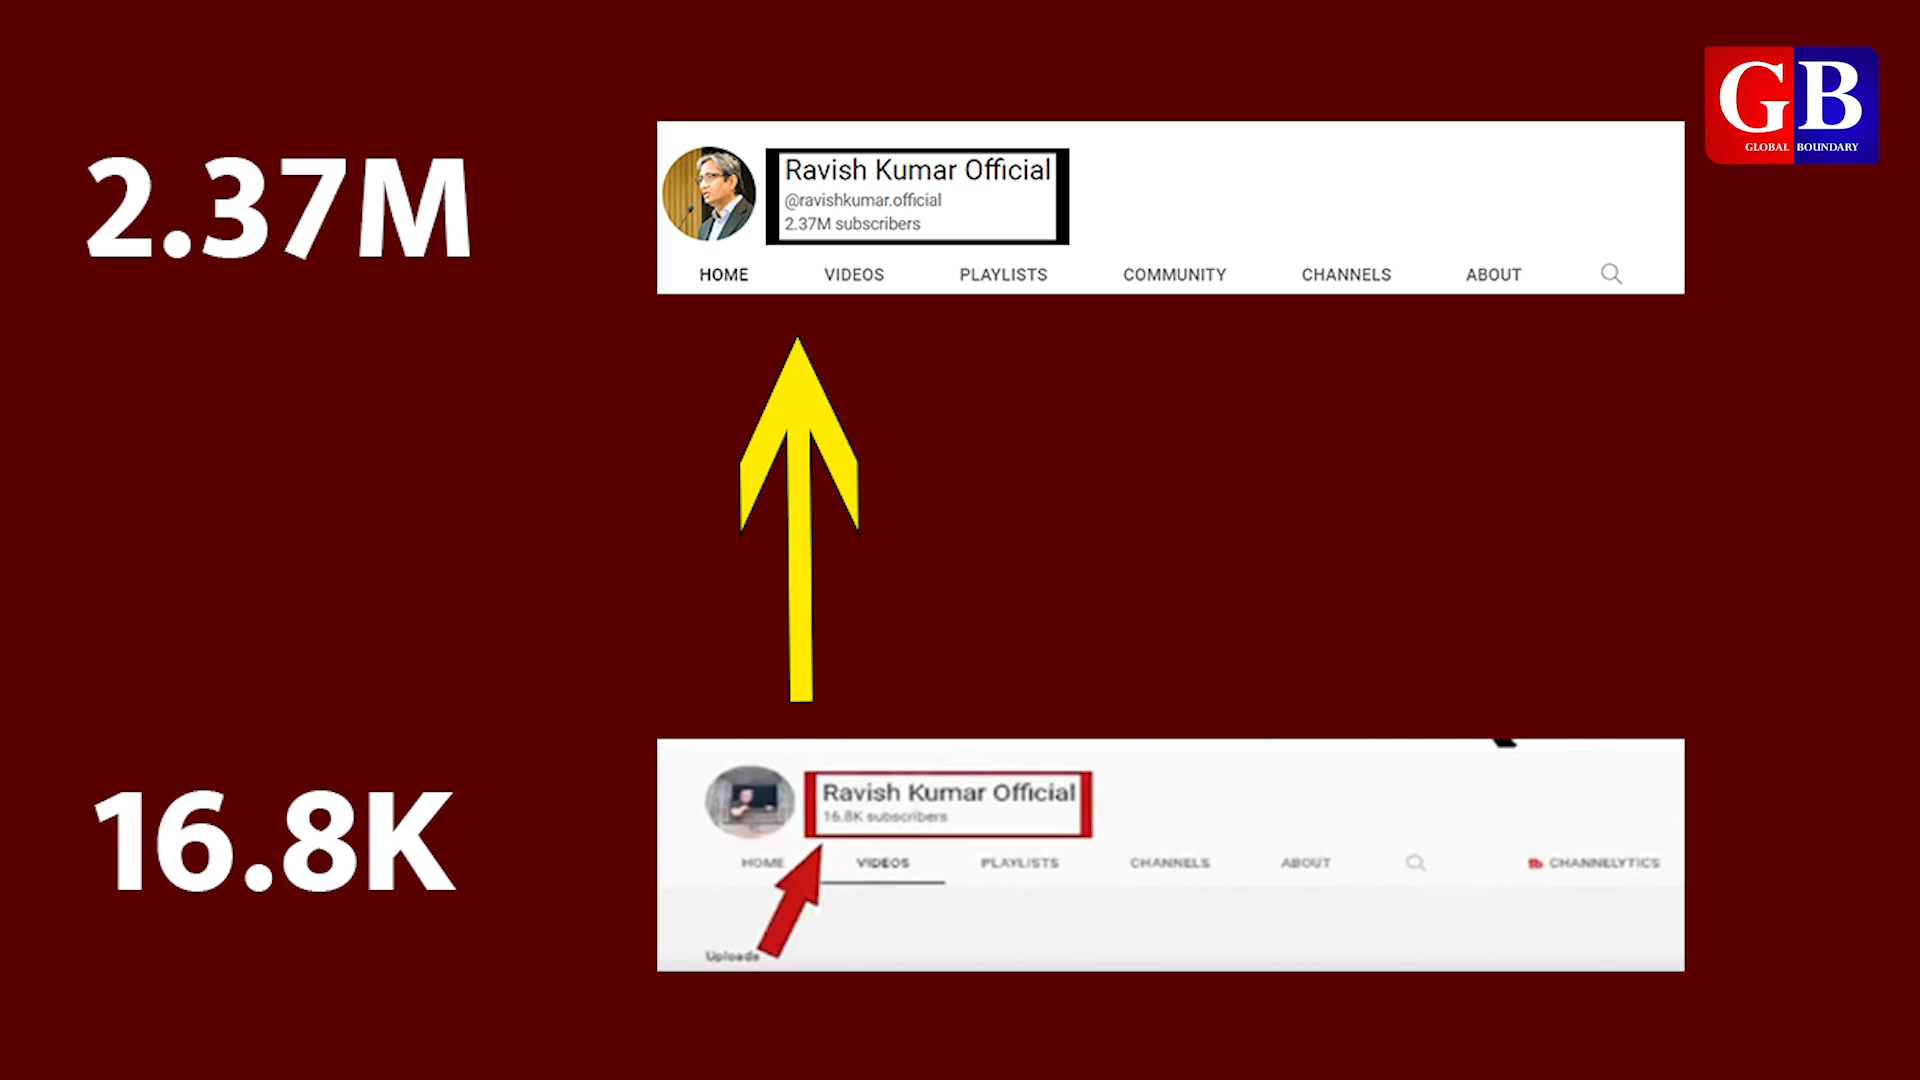 GB
GLOBAL BOUNDARY
2.37M
Ravish Kumar Official
@ravishkumar.official
2.37M subscribers
HOME VIDEOS PLAYLISTS COMMUNITY CHANNELS ABOUT
16.8K
Ravish Kumar Official
16.8K subscribers
HOME VIDEOS PLAYLISTS CHANNELS ABOUT tb CHANNELYTICS
Uploads